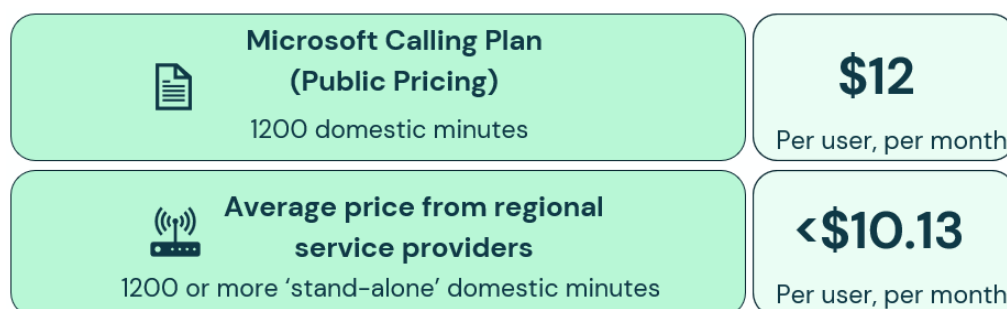 Microsoft Calling Plan
(Public Pricing)
1200 domestic minutes
$12
Per user, per month
Average price from regional
service providers
1200 or more ‘stand-alone’ domestic minutes
<$10.13
Per user, per month